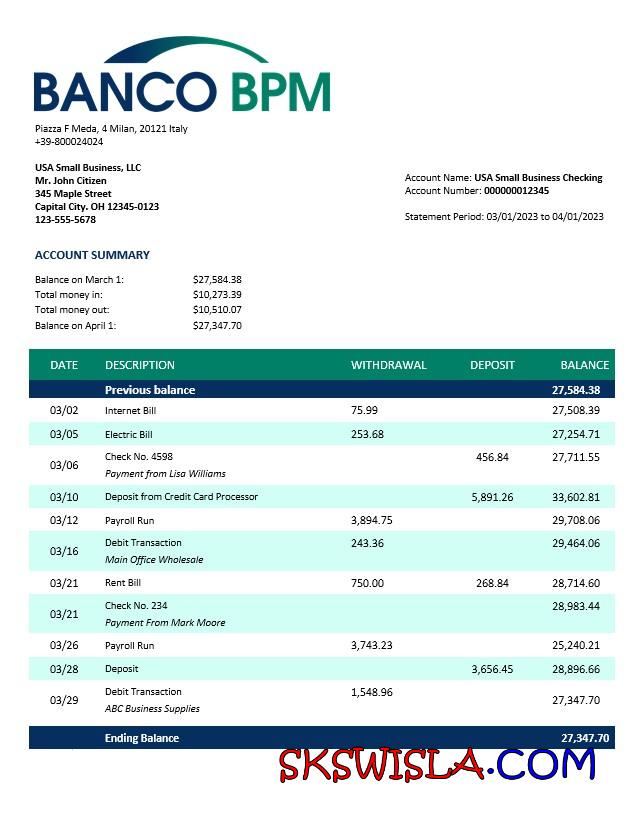 BANCO BPM
Piazza F Meda, 4 Milan, 20121 Italy
+39-800024024
USA Small Business, LLC
Mr. John Citizen
345 Maple Street
Capital City. OH 12345-0123
123-555-5678
Account Name: USA Small Business Checking
Account Number: 000000012345
Statement Period: 03/01/2023 to 04/01/2023
ACCOUNT SUMMARY
Balance on March 1: $27,584.38
Total money in: $10,273.39
Total money out: $10,510.07
Balance on April 1: $27,347.70
DATE DESCRIPTION WITHDRAWAL DEPOSIT BALANCE
Previous balance 27,584.38
03/02 Internet Bill 75.99 27,508.39
03/05 Electric Bill 253.68 27,254.71
03/06 Check No. 4598 456.84 27,711.55
Payment from Lisa Williams
03/10 Deposit from Credit Card Processor 5,891.26 33,602.81
03/12 Payroll Run 3,894.75 29,708.06
03/16 Debit Transaction 243.36 29,464.06
Main Office Wholesale
03/21 Rent Bill 750.00 268.84 28,714.60
03/21 Check No. 234 28,983.44
Payment From Mark Moore
03/26 Payroll Run 3,743.23 25,240.21
03/28 Deposit 3,656.45 28,896.66
03/29 Debit Transaction 1,548.96 27,347.70
ABC Business Supplies
Ending Balance 27,347.70
SKSWISLA.COM